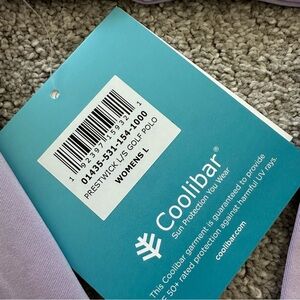 01435-531-154-1000
PRESTWICK L/S GOLF POLO
WOMENS L
Coolibar®
Sun Protection You Wear
This Coolibar garment is guaranteed to provide
50+ rated protection against harmful UV rays.
coolibar.com